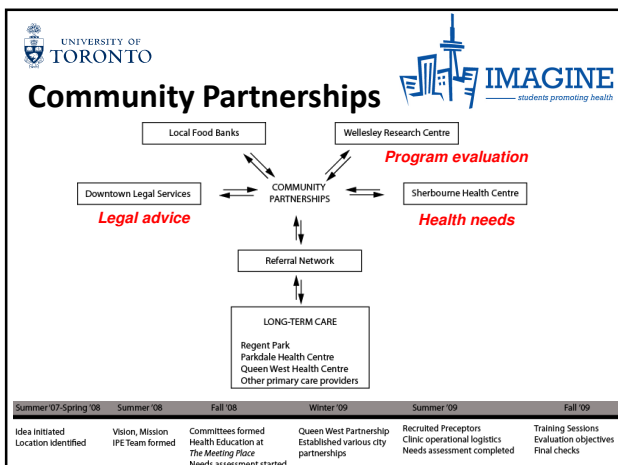 UNIVERSITY OF
TORONTO
IMAGINE
students promoting health
Community Partnerships
Local Food Banks
Wellesley Research Centre
Program evaluation
Downtown Legal Services
COMMUNITY
PARTNERSHIPS
Sherbourne Health Centre
Legal advice
Health needs
Referral Network
LONG-TERM CARE
Regent Park
Parkdale Health Centre
Queen West Health Centre
Other primary care providers
Summer '07-Spring '08
Summer '08
Fall '08
Winter '09
Summer '09
Fall '09
Idea Initiated
Location identified
Vision, Mission
IPE Team formed
Committees formed
Health Education at
The Meeting Place
Needs assessment started
Queen West Partnership
Established various city
partnerships
Recruited Preceptors
Clinic operational logistics
Needs assessment completed
Training Sessions
Evaluation objectives
Final checks